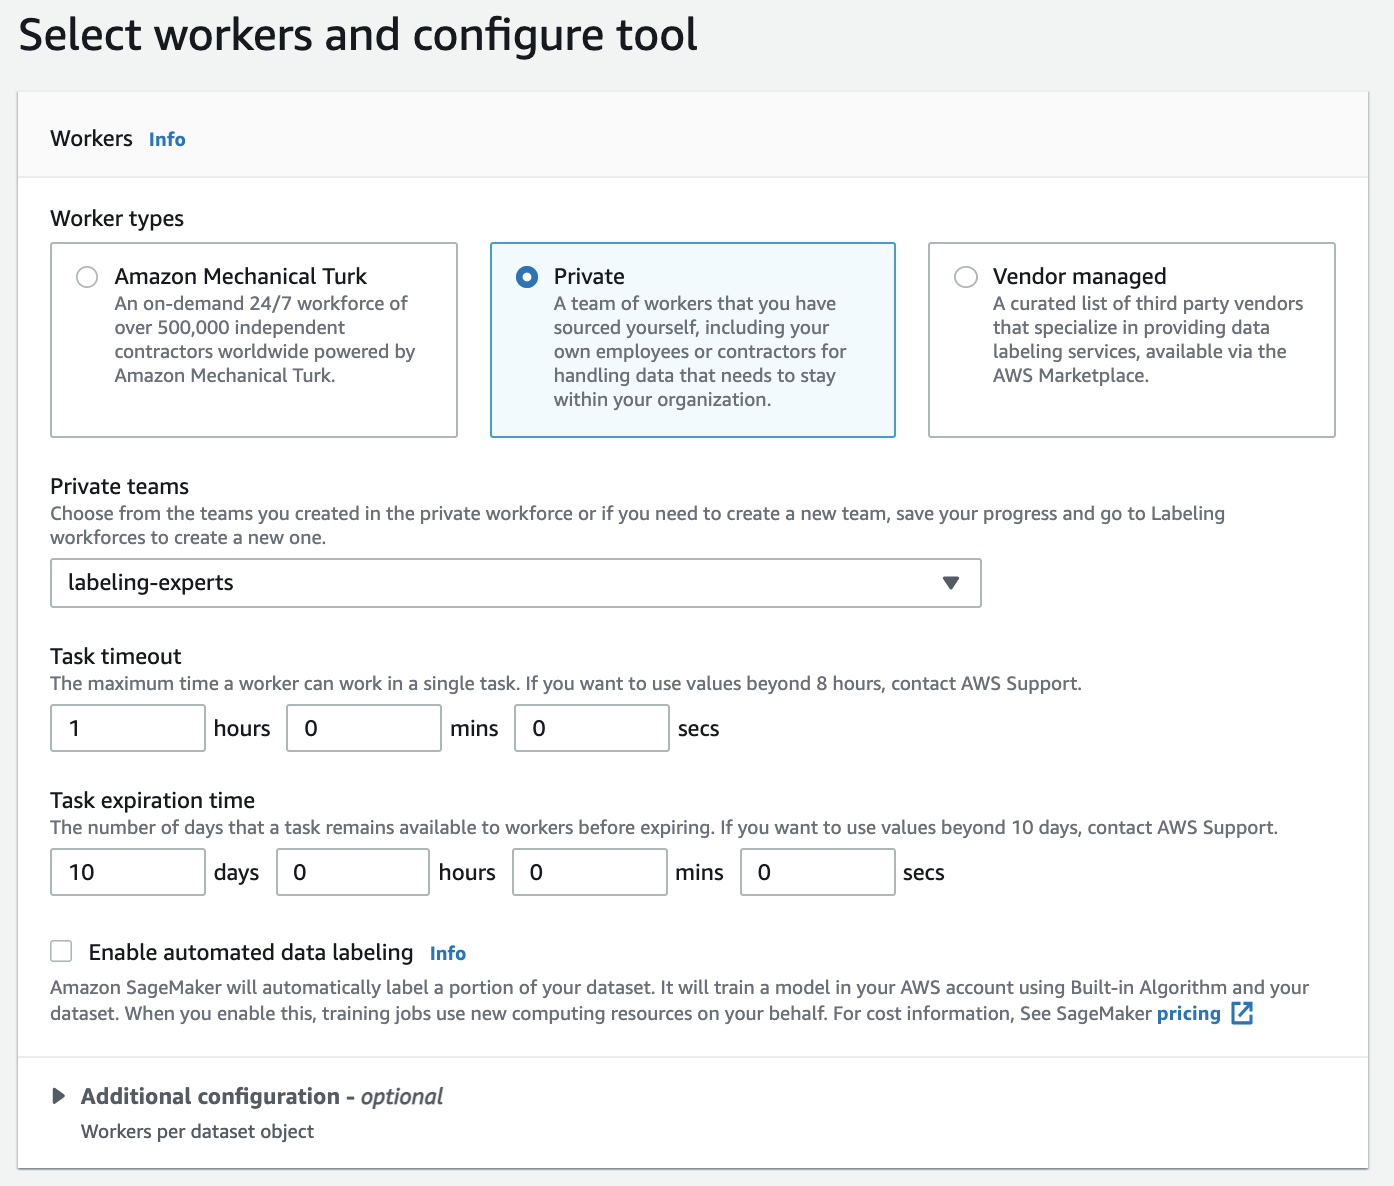 Select workers and configure tool
Workers Info
Worker types
Amazon Mechanical Turk
An on-demand 24/7 workforce of
over 500,000 independent
contractors worldwide powered by
Amazon Mechanical Turk.
Private
A team of workers that you have
sourced yourself, including your
own employees or contractors for
handling data that needs to stay
within your organization.
Vendor managed
A curated list of third party vendors
that specialize in providing data
labeling services, available via the
AWS Marketplace.
Private teams
Choose from the teams you created in the private workforce or if you need to create a new team, save your progress and go to Labeling
workforces to create a new one.
labeling-experts
Task timeout
The maximum time a worker can work in a single task. If you want to use values beyond 8 hours, contact AWS Support.
1 hours 0 mins 0 secs
Task expiration time
The number of days that a task remains available to workers before expiring. If you want to use values beyond 10 days, contact AWS Support.
10 days 0 hours 0 mins 0 secs
Enable automated data labeling Info
Amazon SageMaker will automatically label a portion of your dataset. It will train a model in your AWS account using Built-in Algorithm and your
dataset. When you enable this, training jobs use new computing resources on your behalf. For cost information, See SageMaker pricing
Additional configuration - optional
Workers per dataset object